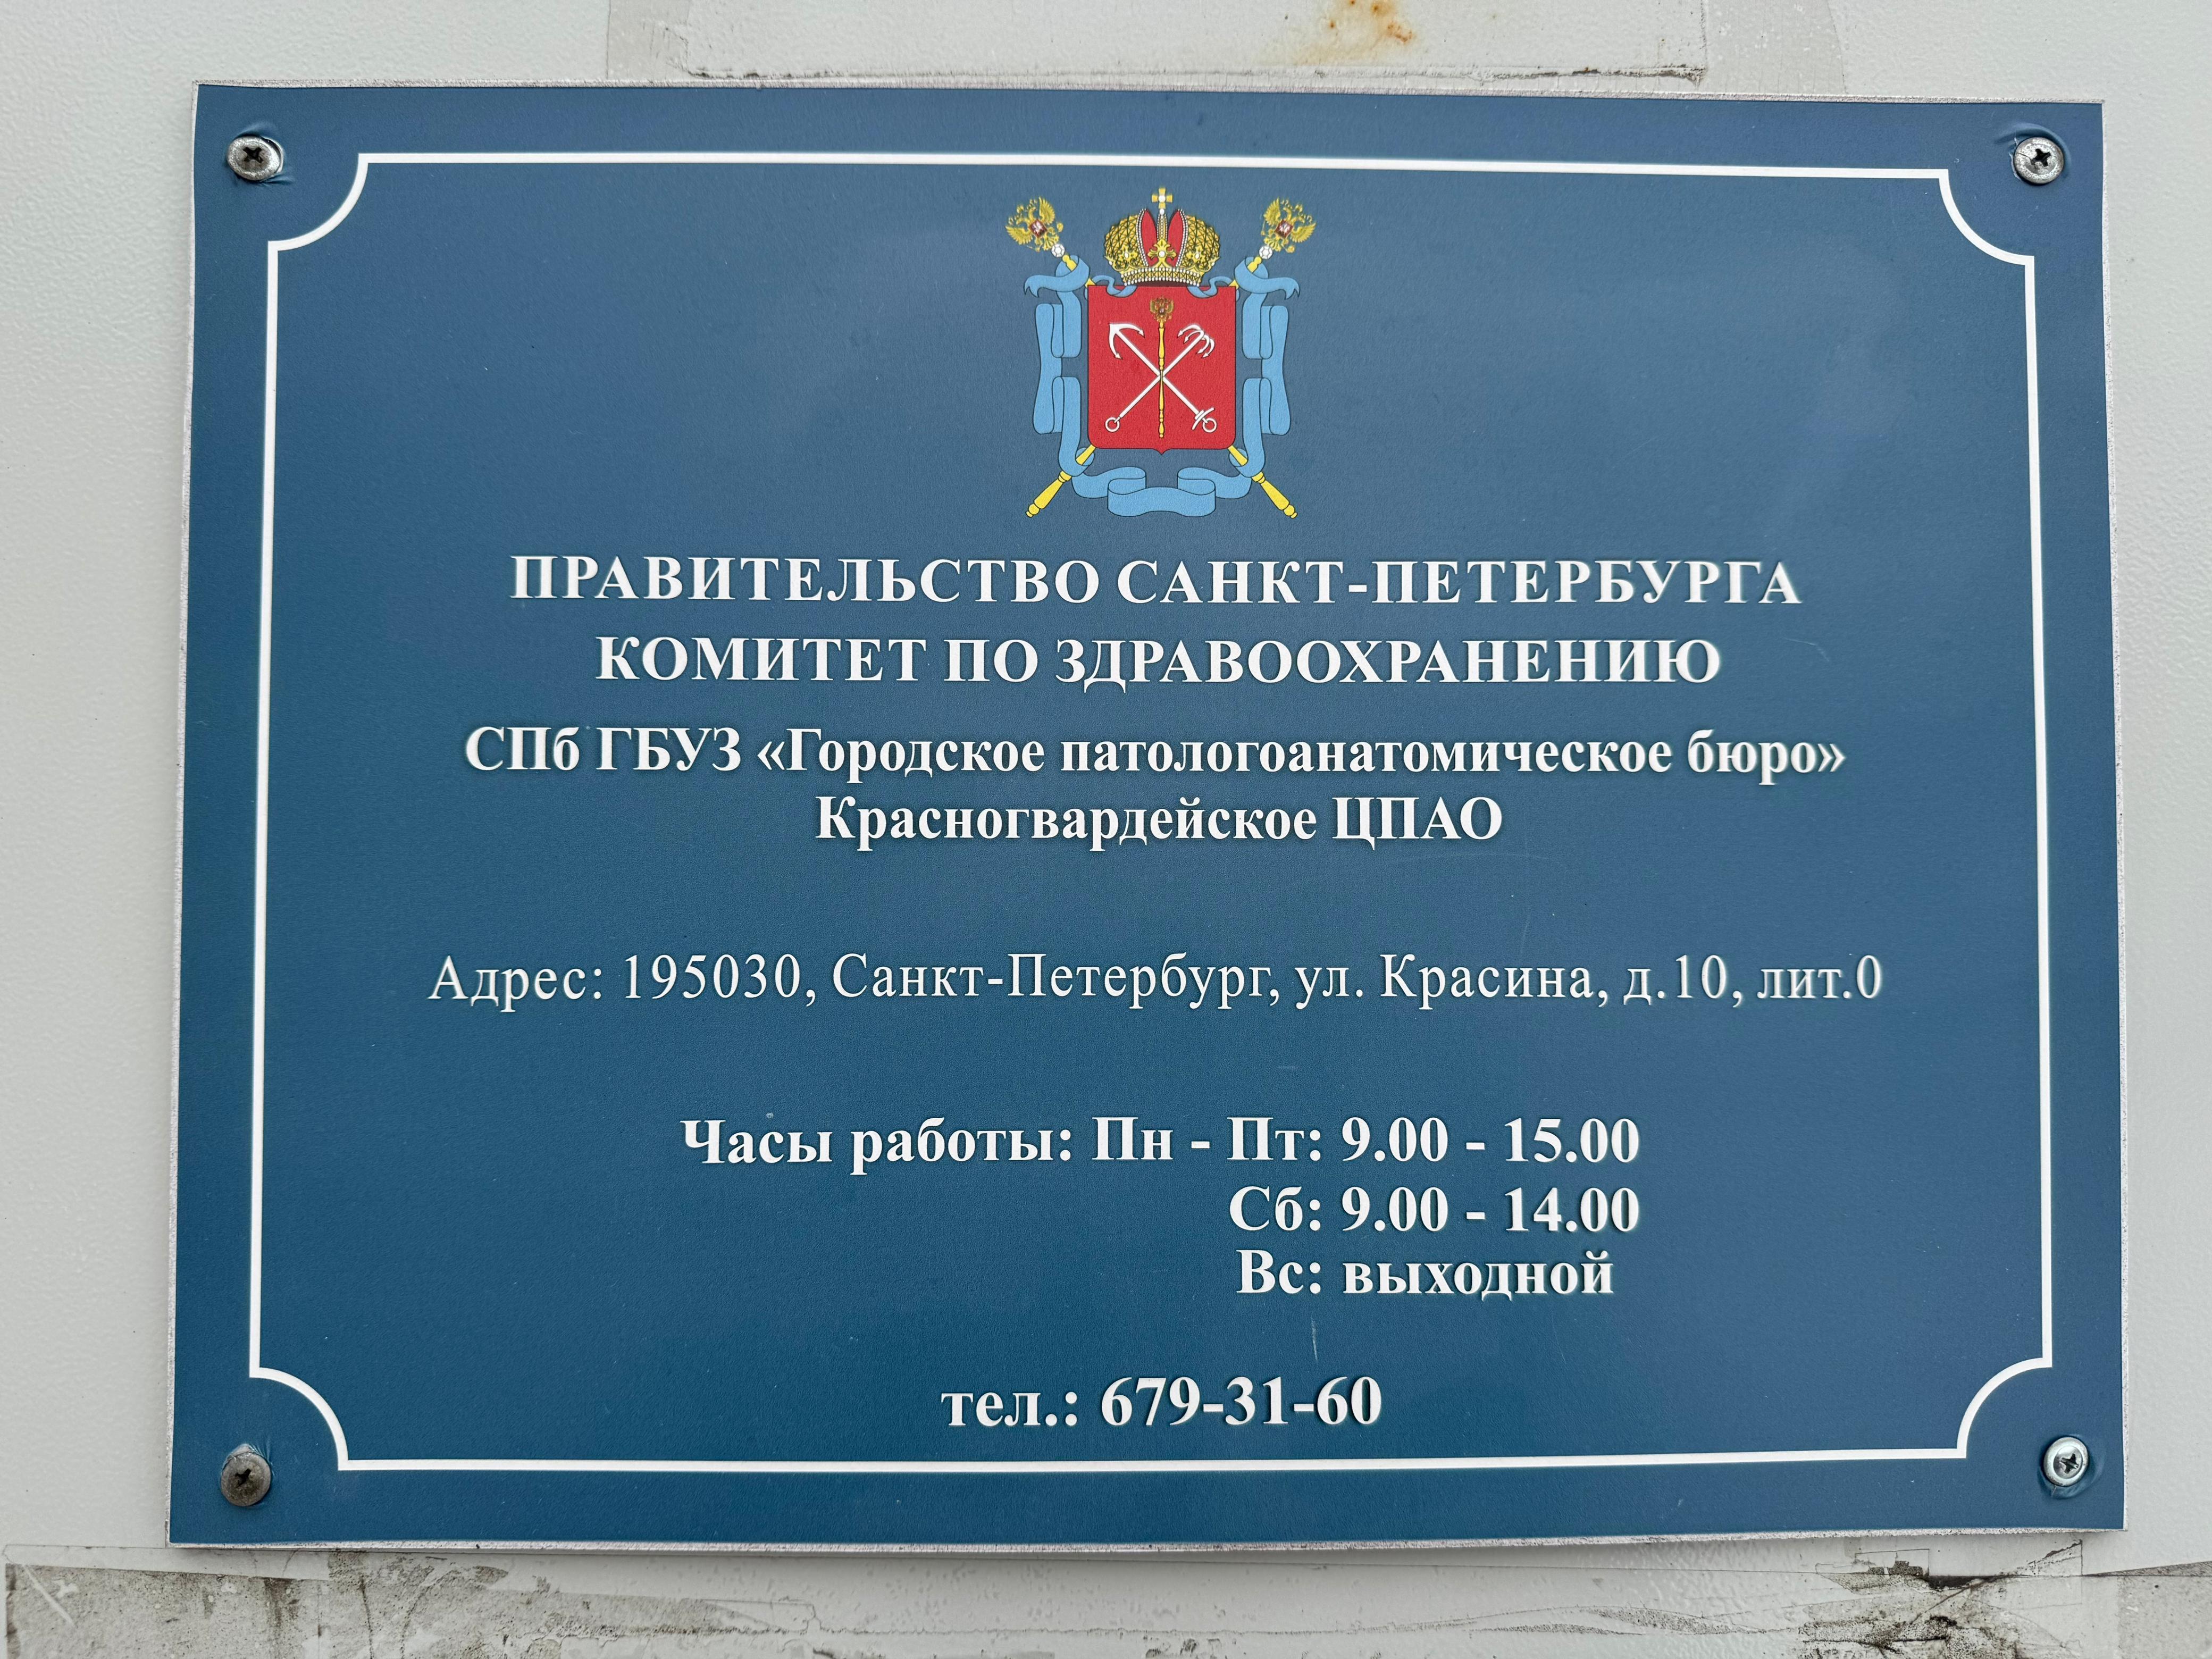 ПРАВИТЕЛЬСТВО САНКТ-ПЕТЕРБУРГА
КОМИТЕТ ПО ЗДРАВООХРАНЕНИЮ
СПб ГБУЗ «Городское патологоанатомическое бюро»
Красногвардейское ЦПАО
Адрес: 195030, Санкт-Петербург, ул. Красина, д.10, лит.0
Часы работы: Пн - Пт: 9.00 - 15.00
Сб: 9.00 - 14.00
Вс: выходной
тел.: 679-31-60